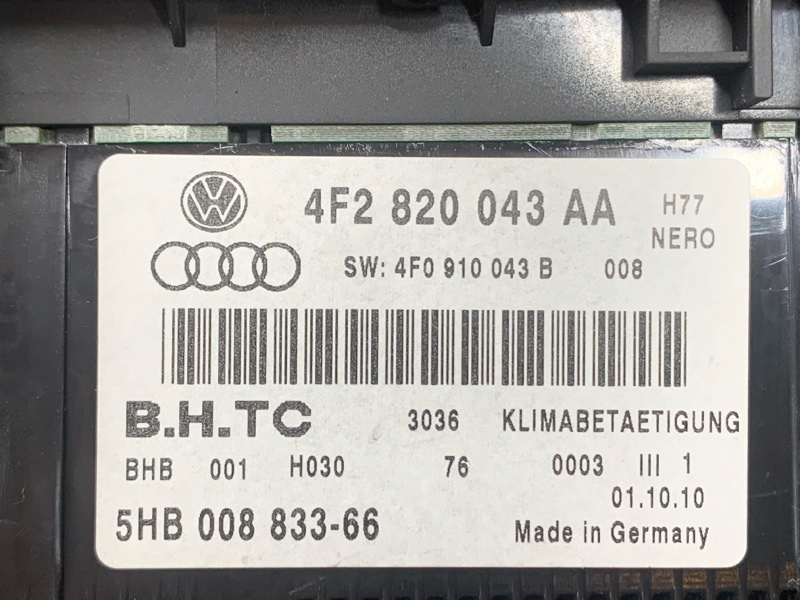 4F2 820 043 AA H77
NERO
SW: 4F0 910 043 B 008
B.H.TC 3036 KLIMABETAETIGUNG
BHB 001 H030 76 0003 III 1
01.10.10
5HB 008 833-66 Made in Germany